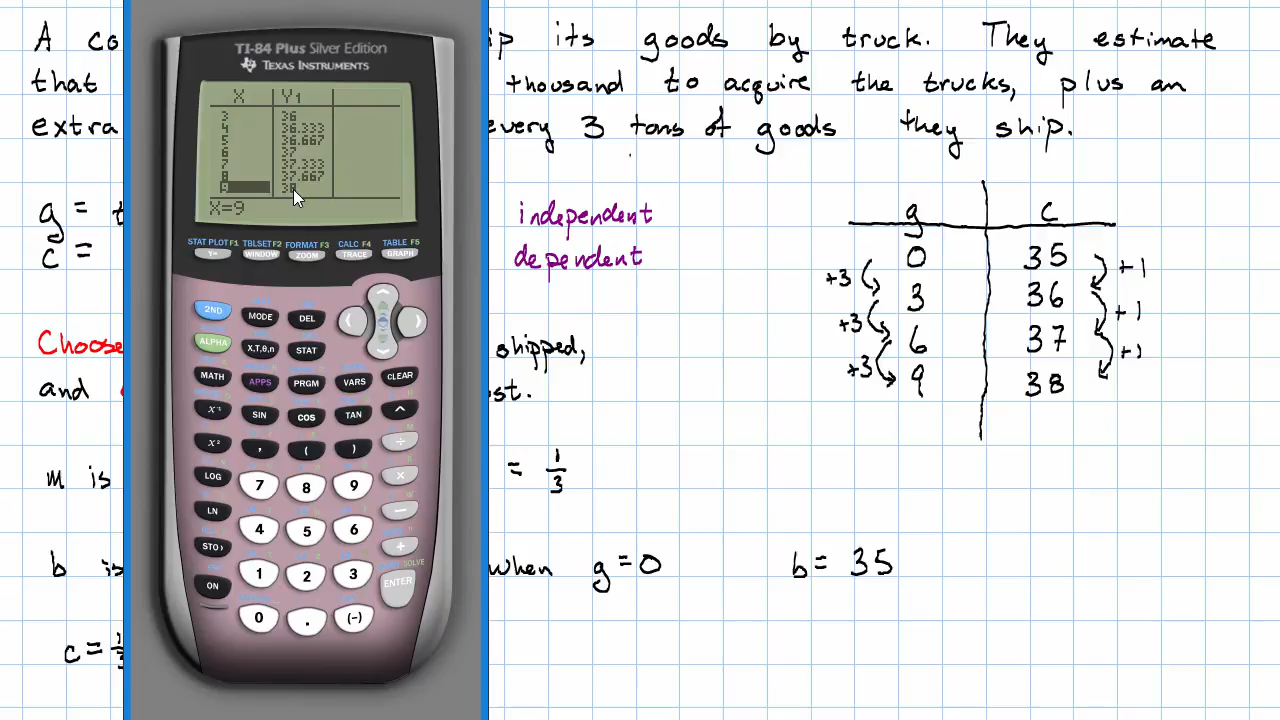 A co ip its goods by truck. They estimate
that thousand to acquire the trucks, plus an
extra every 3 tons of goods they ship.
g = t independent
c = dependent
g c
0 35
3 36
6 37
9 38
+3 +1
+3 +1
+3 +1
Choose shipped,
and ost.
m is = 1/3
b is when g = 0 b = 35
c = 1/3
TI-84 Plus Silver Edition
TEXAS INSTRUMENTS
X Y1
3 36
4 36.333
5 36.667
6 37
7 37.333
8 37.667
9 38
X=9
STAT PLOT F1 TBLSET F2 FORMAT F3 CALC F4 TABLE F5
Y= WINDOW ZOOM TRACE GRAPH
2ND MODE DEL
ALPHA X,T,θ,n STAT
MATH APPS PRGM VARS CLEAR
X⁻¹ SIN COS TAN ^
X² , ( ) ÷
LOG 7 8 9 ×
LN 4 5 6 −
STO› 1 2 3 +
ON 0 . (−) ENTER
SOLVE